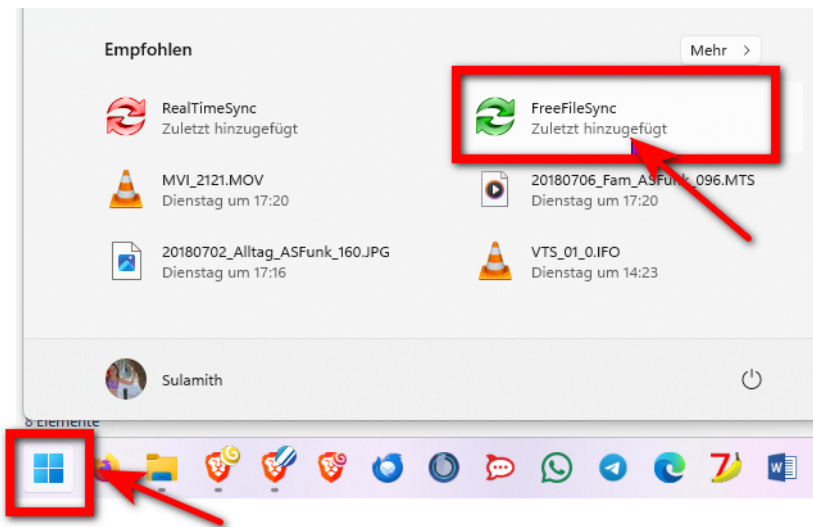 Empfohlen
Mehr >
RealTimeSync
Zuletzt hinzugefügt
FreeFileSync
Zuletzt hinzugefügt
MVI_2121.MOV
Dienstag um 17:20
20180706_Fam_ASFunk_096.MTS
Dienstag um 17:20
20180702_Alltag_ASFunk_160.JPG
Dienstag um 17:16
VTS_01_0.IFO
Dienstag um 14:23
Sulamith
8 Elemente